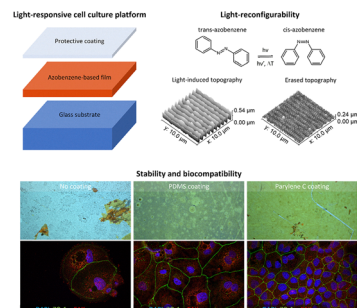 Light-responsive cell culture platform
Protective coating
Azobenzene-based film
Glass substrate
Light-reconfigurability
trans-azobenzene
cis-azobenzene
hν
hν', ΔT
Light-induced topography
Erased topography
0.54 µm
0.00 µm
y: 10.0 µm
x: 10.0 µm
0.24 µm
0.00 µm
y: 10.0 µm
x: 10.0 µm
Stability and biocompatibility
No coating
PDMS coating
Parylene C coating